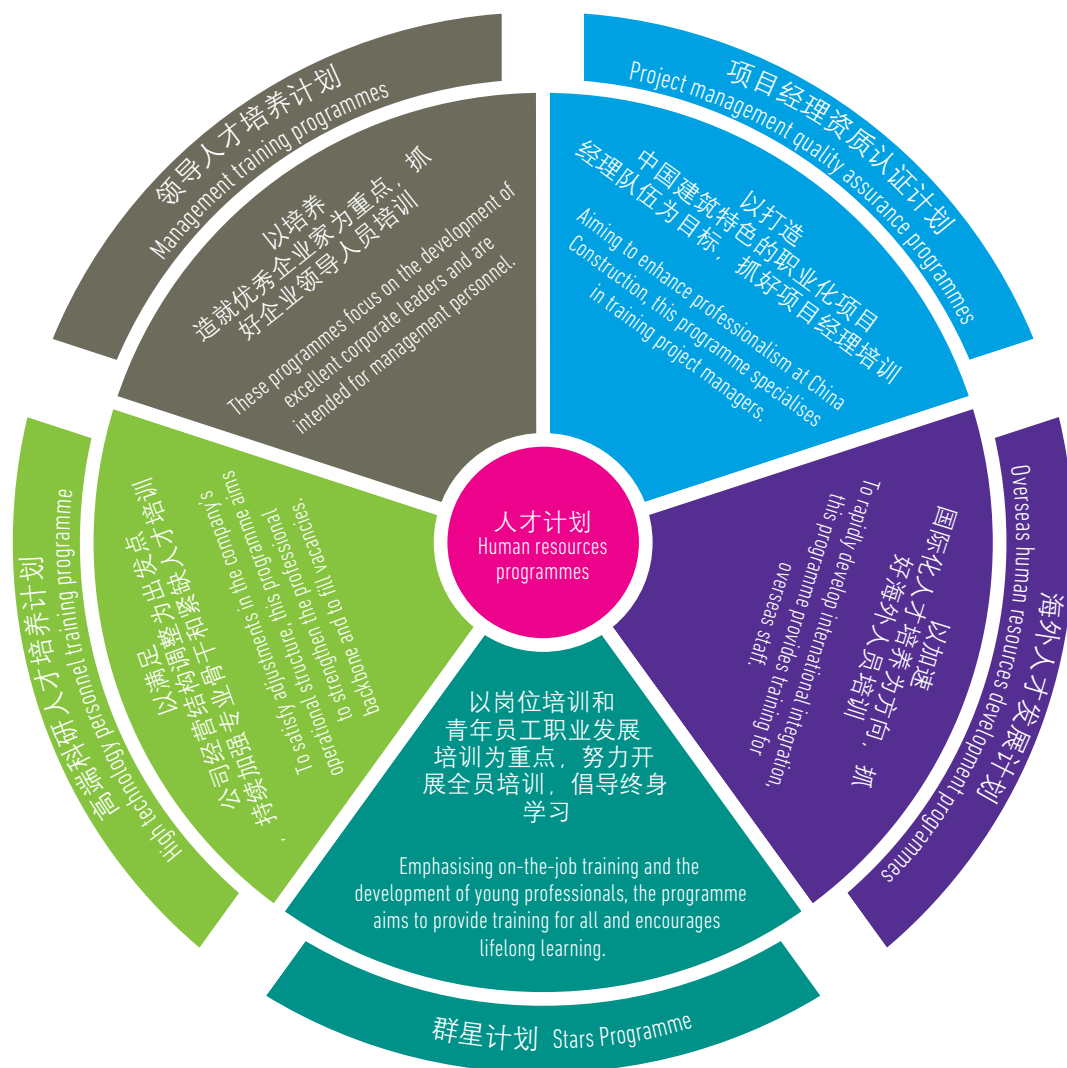 人才计划
Human resources
programmes
项目经理资质认证计划
Project management quality assurance programmes
以打造
中国建筑特色的职业化项目
经理队伍为目标，抓好项目经理培训
Aiming to enhance professionalism at China
Construction, this programme specialises
in training project managers.
海外人才发展计划
Overseas human resources development programmes
以加速
国际化人才培养为方向，抓
好海外人员培训
To rapidly develop international integration,
this programme provides training for
overseas staff.
群星计划 Stars Programme
以岗位培训和
青年员工职业发展
培训为重点，努力开
展全员培训，倡导终身
学习
Emphasising on-the-job training and the
development of young professionals, the programme
aims to provide training for all and encourages
lifelong learning.
高端科研人才培养计划
High technology personnel training programme
以满足
公司经营结构调整为出发点
，持续加强专业骨干和紧缺人才培训
To satisfy adjustments in the company's
operational structure, this programme aims
to strengthen the professional
backbone and to fill vacancies.
领导人才培养计划
Management training programmes
以培养
造就优秀企业家为重点，抓
好企业领导人员培训
These programmes focus on the development of
excellent corporate leaders and are
intended for management personnel.